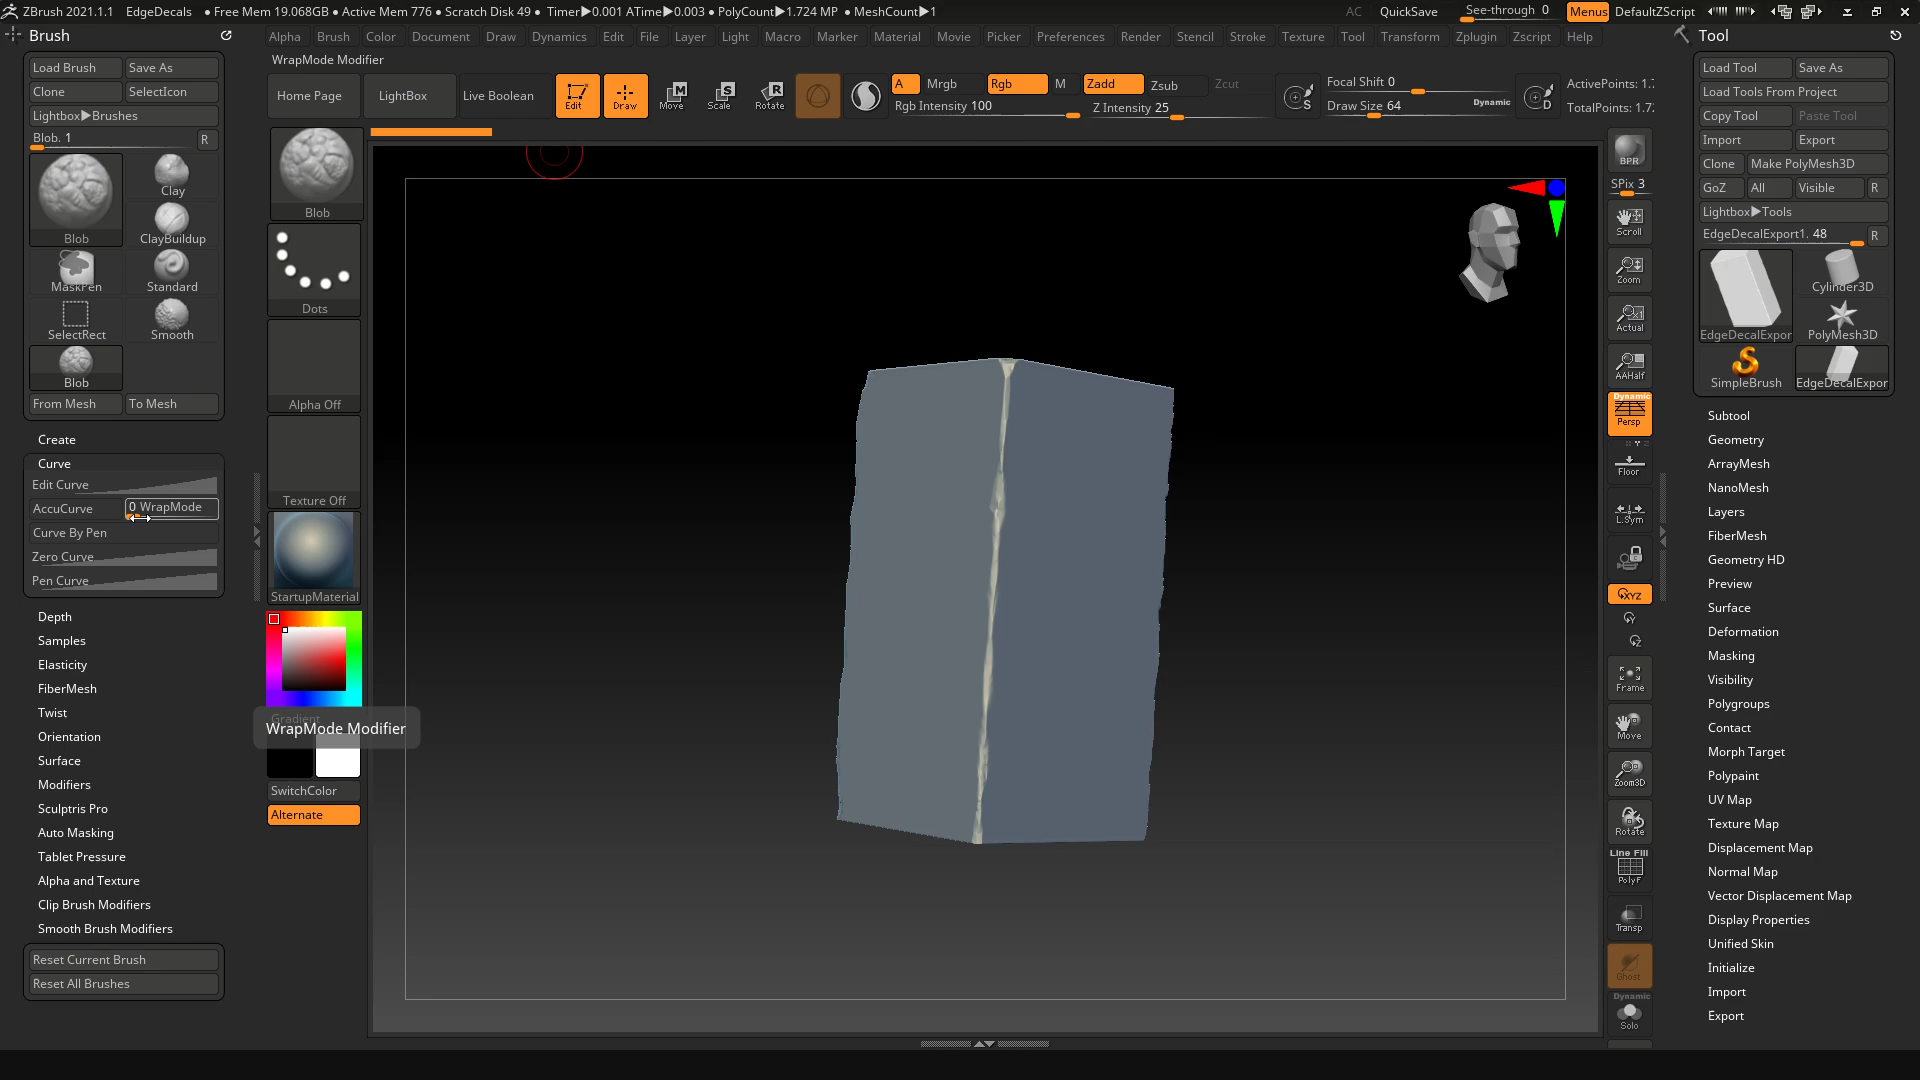 ZBrush 2021.1.1 EdgeDecals • Free Mem 19.068GB • Active Mem 776 • Scratch Disk 49 • Timer▶0.001 ATime▶0.003 • PolyCount▶1.724 MP • MeshCount▶1 AC QuickSave See-through 0 Menus DefaultZScript
Brush
Alpha Brush Color Document Draw Dynamics Edit File Layer Light Macro Marker Material Movie Picker Preferences Render Stencil Stroke Texture Tool Transform Zplugin Zscript Help
Tool
WrapMode Modifier
Load Brush Save As
Clone SelectIcon
Lightbox▶Brushes
Blob. 1 R
Blob
Clay
ClayBuildup
MaskPen Standard
SelectRect Smooth
Blob
From Mesh To Mesh
Create
Curve
Edit Curve
AccuCurve 0 WrapMode
Curve By Pen
Zero Curve
Pen Curve
Depth
Samples
Elasticity
FiberMesh
Twist
Orientation
Surface
Modifiers
Sculptris Pro
Auto Masking
Tablet Pressure
Alpha and Texture
Clip Brush Modifiers
Smooth Brush Modifiers
Reset Current Brush
Reset All Brushes
Home Page LightBox Live Boolean Edit Draw Move Scale Rotate
A Mrgb Rgb M Zadd Zsub Zcut
Rgb Intensity 100 Z Intensity 25
Focal Shift 0
Draw Size 64 Dynamic
S D
ActivePoints: 1.7
TotalPoints: 1.72
Blob
Dots
Alpha Off
Texture Off
StartupMaterial
Gradient
WrapMode Modifier
SwitchColor
Alternate
BPR
SPix 3
Scroll
Zoom
Actual
AAHalf
Dynamic
Persp
Floor
L.Sym
XYZ
Y
Z
Frame
Move
Zoom3D
Rotate
Line Fill
PolyF
Transp
Ghost
Dynamic
Solo
Load Tool Save As
Load Tools From Project
Copy Tool Paste Tool
Import Export
Clone Make PolyMesh3D
GoZ All Visible R
Lightbox▶Tools
EdgeDecalExport1. 48 R
EdgeDecalExpor
Cylinder3D
PolyMesh3D
SimpleBrush EdgeDecalExpor
Subtool
Geometry
ArrayMesh
NanoMesh
Layers
FiberMesh
Geometry HD
Preview
Surface
Deformation
Masking
Visibility
Polygroups
Contact
Morph Target
Polypaint
UV Map
Texture Map
Displacement Map
Normal Map
Vector Displacement Map
Display Properties
Unified Skin
Initialize
Import
Export